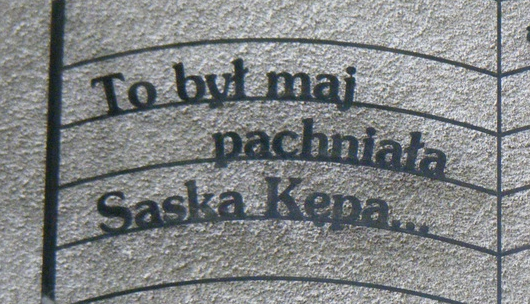 To był maj
pachniała
Saska Kępa...